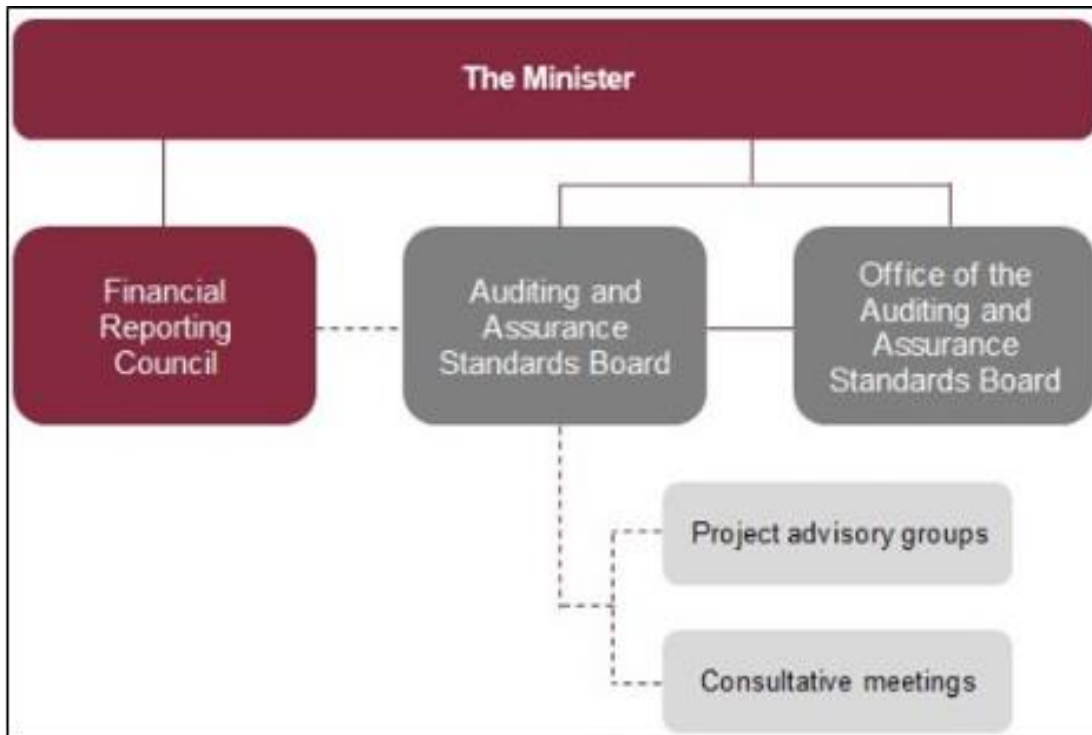 The Minister
Financial
Reporting
Council
Auditing and
Assurance
Standards Board
Office of the
Auditing and
Assurance
Standards Board
Project advisory groups
Consultative meetings